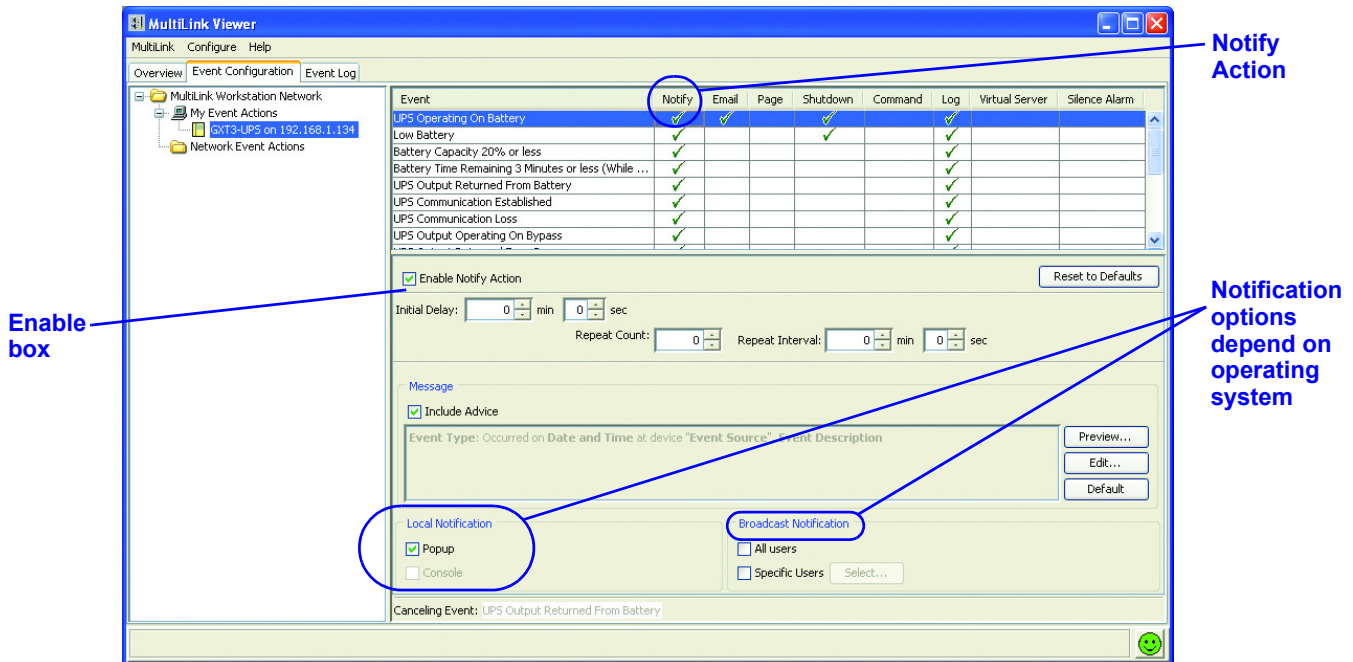 MultiLink Viewer
MultiLink Configure Help
Overview Event Configuration Event Log
MultiLink Workstation Network
My Event Actions
GXT3-UPS on 192.168.1.134
Network Event Actions
Event Notify Email Page Shutdown Command Log Virtual Server Silence Alarm
UPS Operating On Battery
Low Battery
Battery Capacity 20% or less
Battery Time Remaining 3 Minutes or less (While ...
UPS Output Returned From Battery
UPS Communication Established
UPS Communication Loss
UPS Output Operating On Bypass
Enable Notify Action
Reset to Defaults
Initial Delay: 0 min 0 sec
Repeat Count: 0 Repeat Interval: 0 min 0 sec
Message
Include Advice
Event Type: Occurred on Date and Time at device "Event Source". Event Description
Preview...
Edit...
Default
Local Notification
Popup
Console
Broadcast Notification
All users
Specific Users Select...
Canceling Event: UPS Output Returned From Battery
Notify
Action
Enable
box
Notification
options
depend on
operating
system